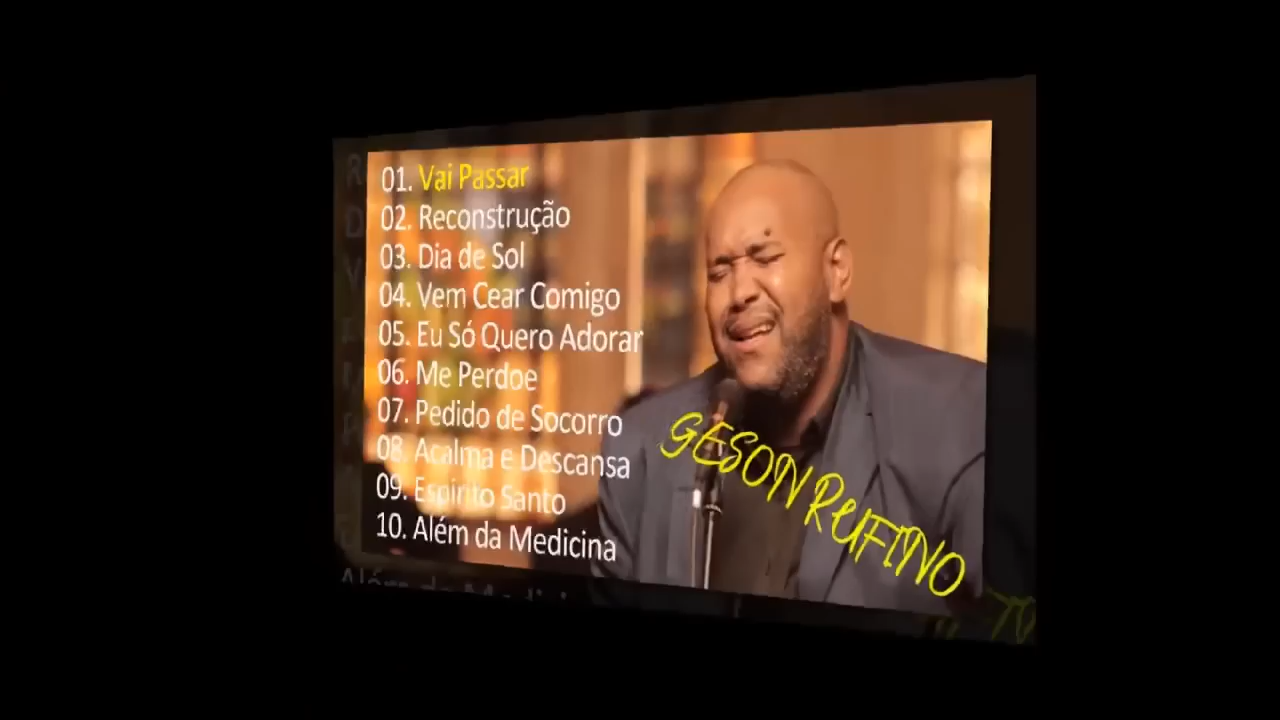 01. Vai Passar
02. Reconstrução
03. Dia de Sol
04. Vem Cear Comigo
05. Eu Só Quero Adorar
06. Me Perdoe
07. Pedido de Socorro
08. Acalma e Descansa
09. Espírito Santo
10. Além da Medicina
GESON RUFINO